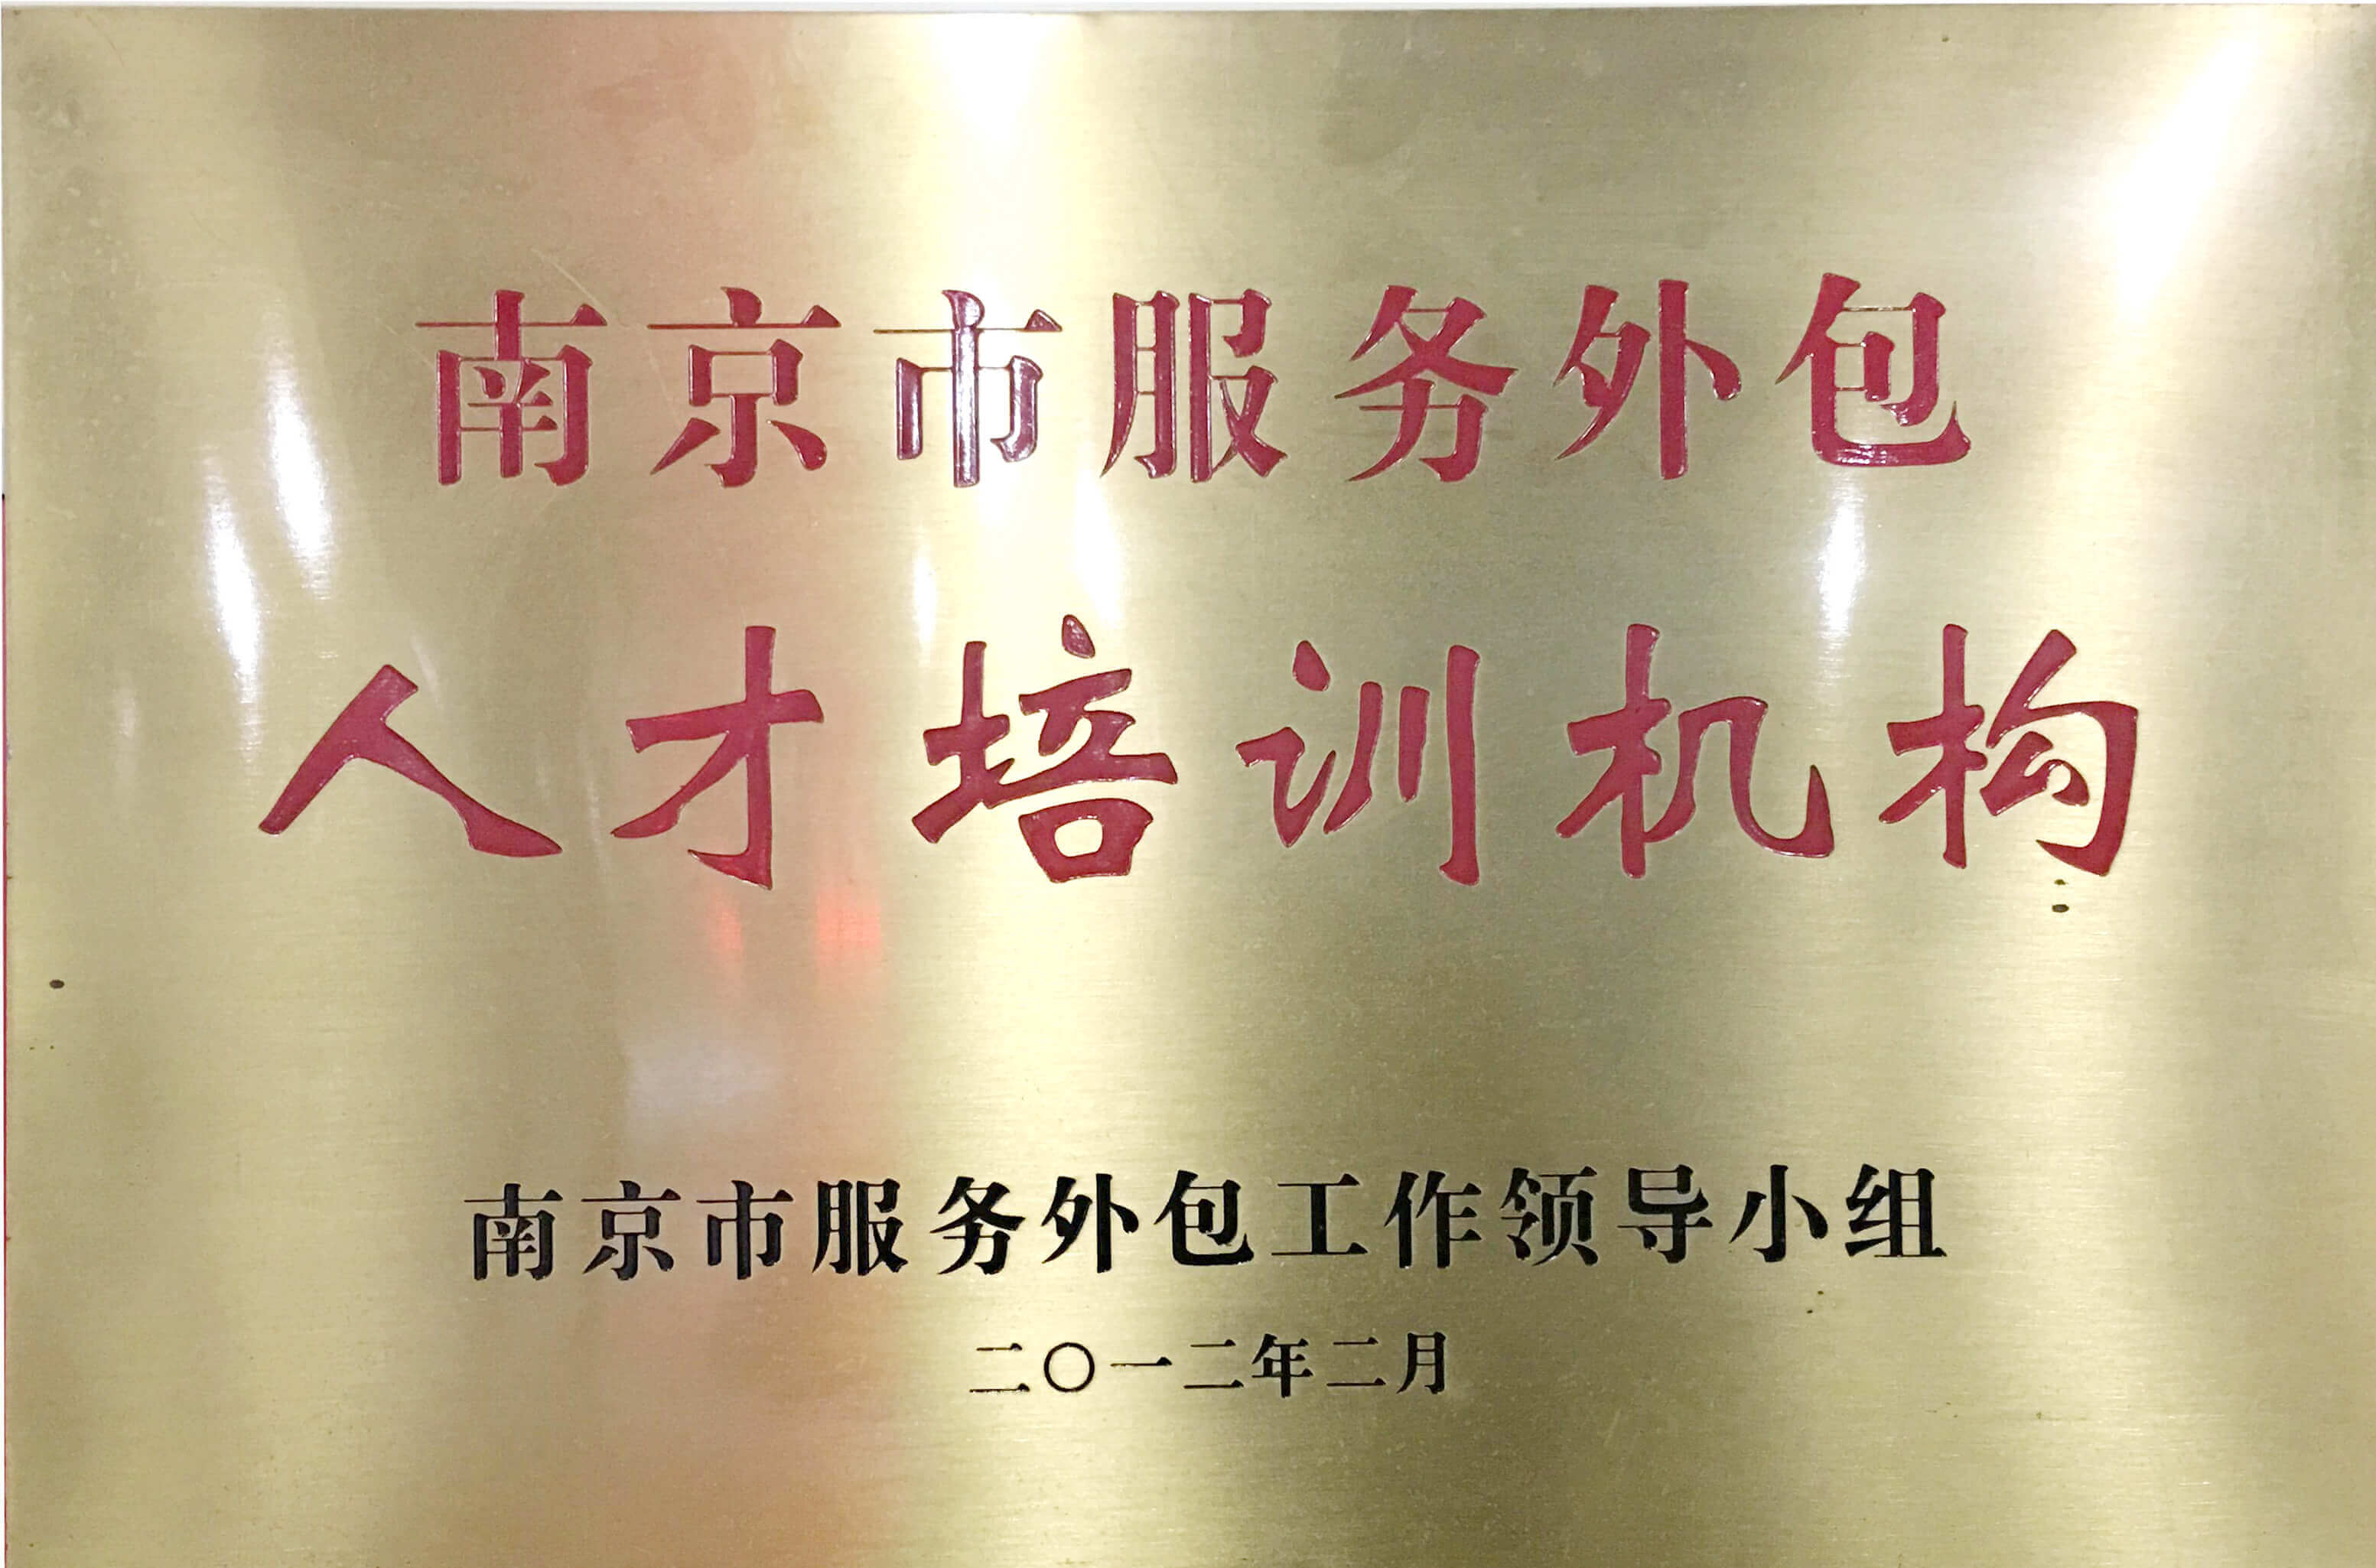 南京市服务外包
人才培训机构
南京市服务外包工作领导小组
二〇一二年二月